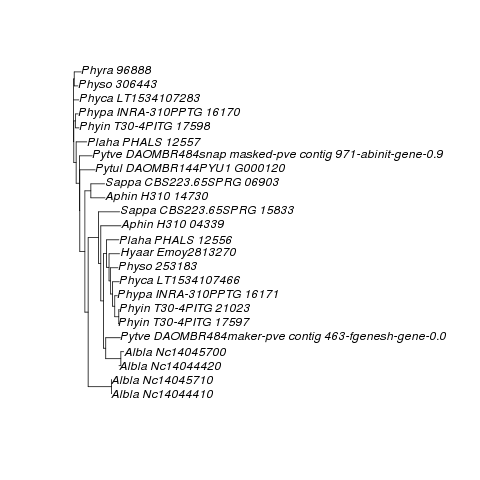 Phyra 96888
Physo 306443
Phyca LT1534107283
Phypa INRA-310PPTG 16170
Phyin T30-4PITG 17598
Plaha PHALS 12557
Pytve DAOMBR484snap masked-pve contig 971-abinit-gene-0.9
Pytul DAOMBR144PYU1 G000120
Sappa CBS223.65SPRG 06903
Aphin H310 14730
Sappa CBS223.65SPRG 15833
Aphin H310 04339
Plaha PHALS 12556
Hyaar Emoy2813270
Physo 253183
Phyca LT1534107466
Phypa INRA-310PPTG 16171
Phyin T30-4PITG 21023
Phyin T30-4PITG 17597
Pytve DAOMBR484maker-pve contig 463-fgenesh-gene-0.0
Albla Nc14045700
Albla Nc14044420
Albla Nc14045710
Albla Nc14044410